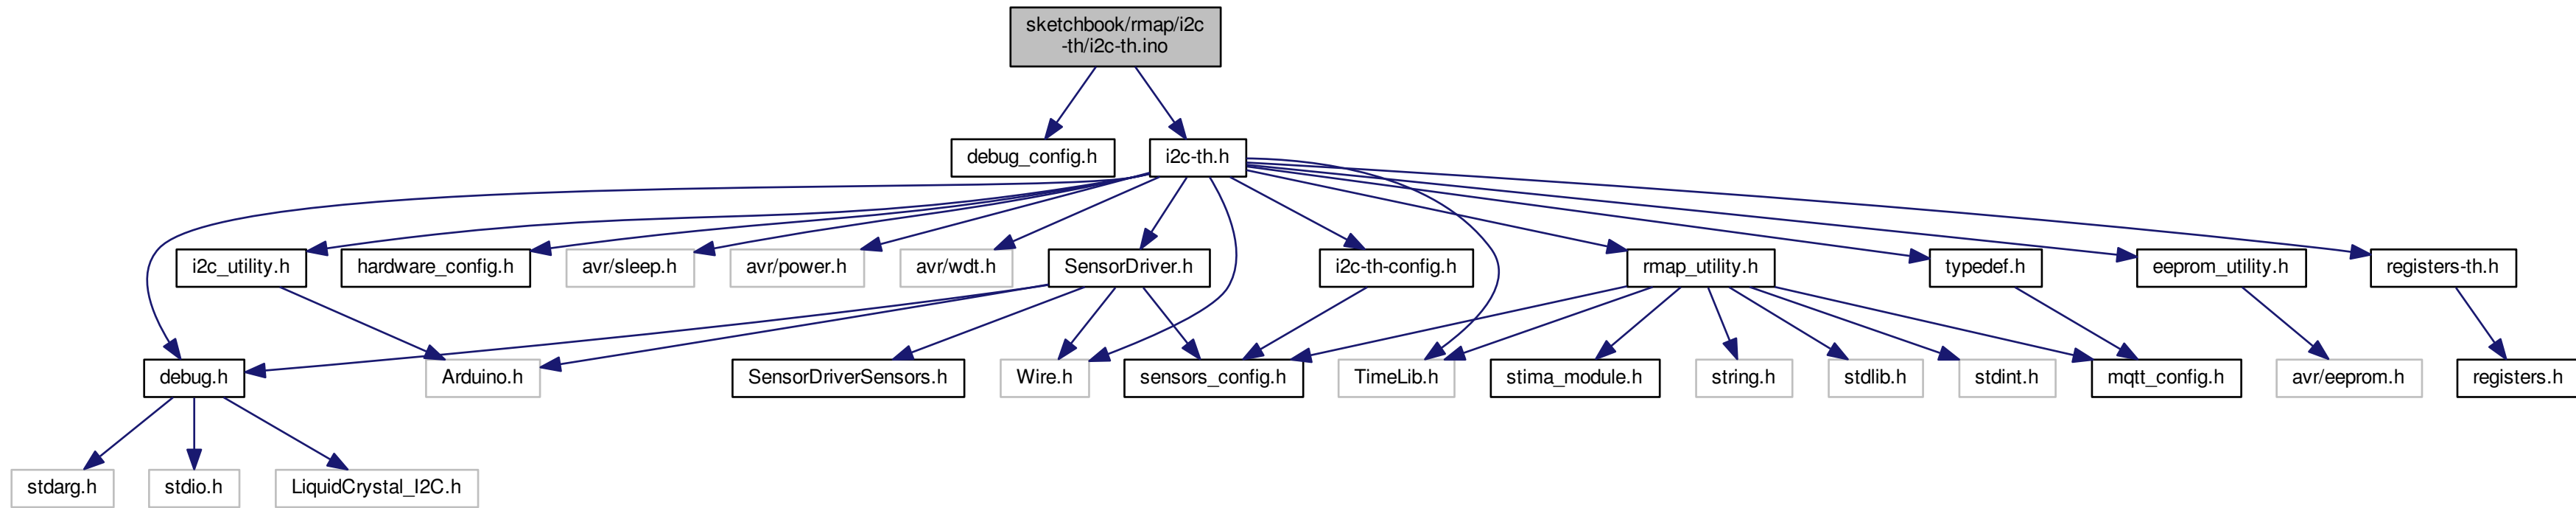 sketchbook/rmap/i2c
-th/i2c-th.ino
debug_config.h
i2c-th.h
i2c_utility.h
hardware_config.h
avr/sleep.h
avr/power.h
avr/wdt.h
SensorDriver.h
i2c-th-config.h
rmap_utility.h
typedef.h
eeprom_utility.h
registers-th.h
debug.h
Arduino.h
SensorDriverSensors.h
Wire.h
sensors_config.h
TimeLib.h
stima_module.h
string.h
stdlib.h
stdint.h
mqtt_config.h
avr/eeprom.h
registers.h
stdarg.h
stdio.h
LiquidCrystal_I2C.h